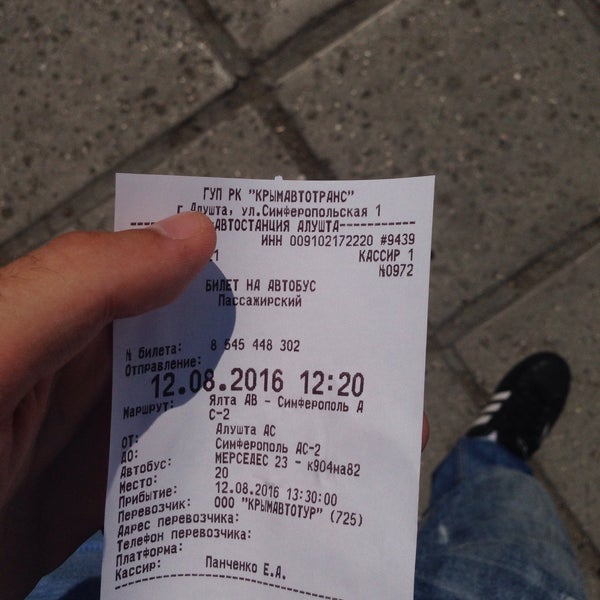 ГУП РК "КРЫМАВТОТРАНС"
г.Алушта, ул.Симферопольская 1
АВТОСТАНЦИЯ АЛУШТА
ИНН 009102172220 #9439
КАССИР 1
№0972
БИЛЕТ НА АВТОБУС
Пассажирский
N билета: 8 645 448 302
Отправление:
12.08.2016 12:20
Маршрут: Ялта АВ - Симферополь А
С-2
ОТ: Алушта АС
ДО: Симферополь АС-2
Автобус: МЕРСЕДЕС 23 - к904на82
Место: 20
Прибытие: 12.08.2016 13:30:00
Перевозчик: ООО "КРЫМАВТОТУР" (725)
Адрес перевозчика:
Телефон перевозчика:
Платформа:
Кассир: Панченко Е.А.